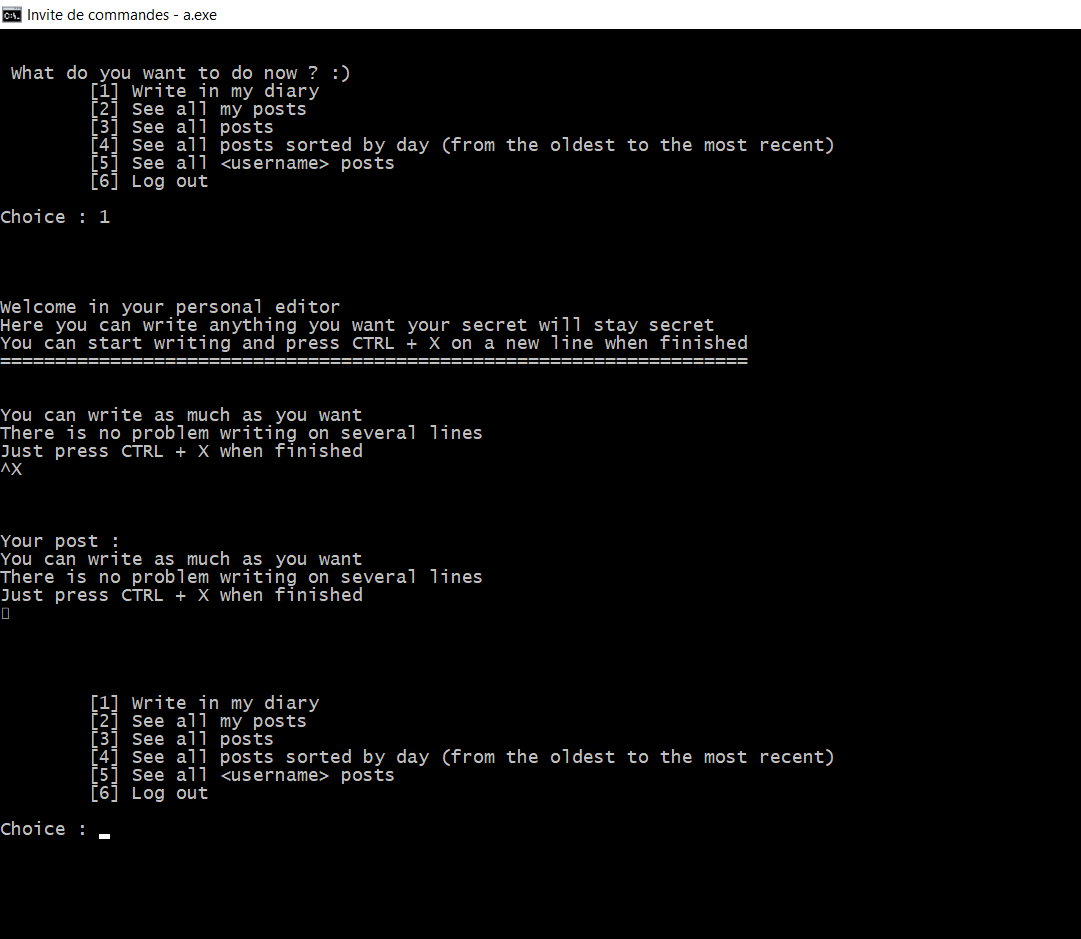 Invite de commandes - a.exe
What do you want to do now ? :)
[1] Write in my diary
[2] See all my posts
[3] See all posts
[4] See all posts sorted by day (from the oldest to the most recent)
[5] See all <username> posts
[6] Log out
Choice : 1
Welcome in your personal editor
Here you can write anything you want your secret will stay secret
You can start writing and press CTRL + X on a new line when finished
====================================================================
You can write as much as you want
There is no problem writing on several lines
Just press CTRL + X when finished
^X
Your post :
You can write as much as you want
There is no problem writing on several lines
Just press CTRL + X when finished
[1] Write in my diary
[2] See all my posts
[3] See all posts
[4] See all posts sorted by day (from the oldest to the most recent)
[5] See all <username> posts
[6] Log out
Choice :